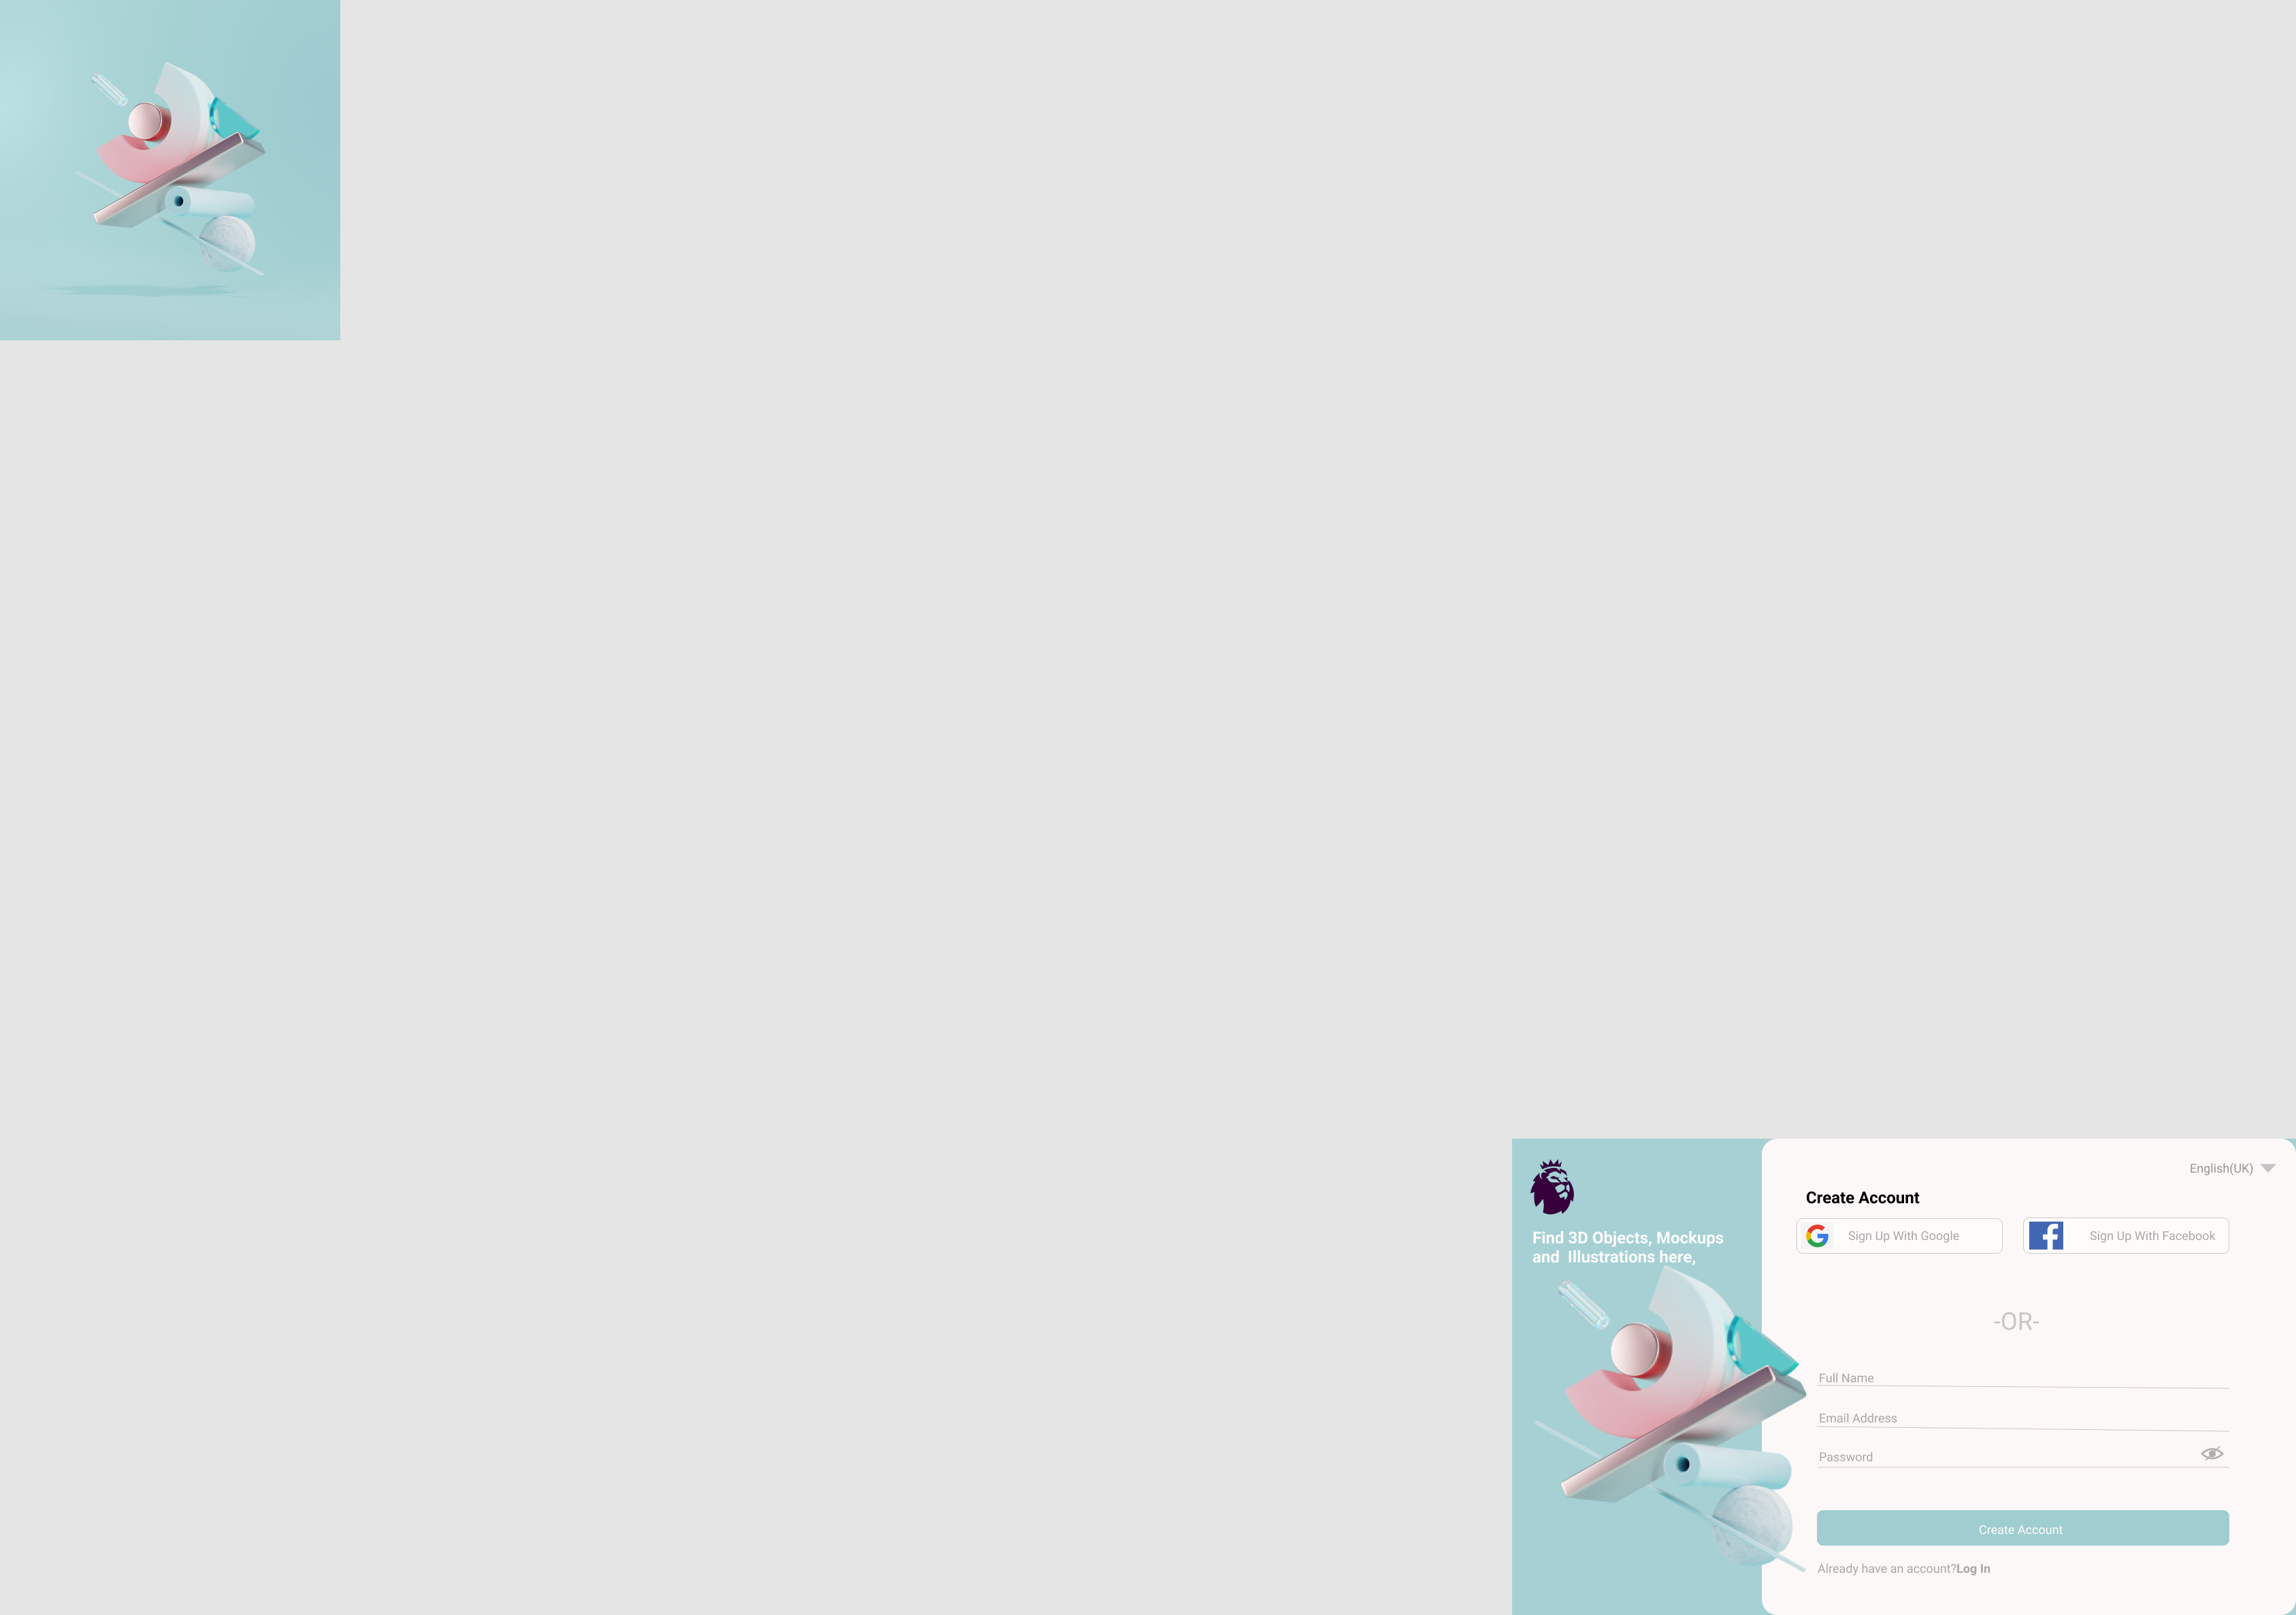 English(UK)
Create Account
Sign Up With Google
Sign Up With Facebook
Find 3D Objects, Mockups
and  Illustrations here,
-OR-
Full Name
Email Address
Password
Create Account
Already have an account?Log In